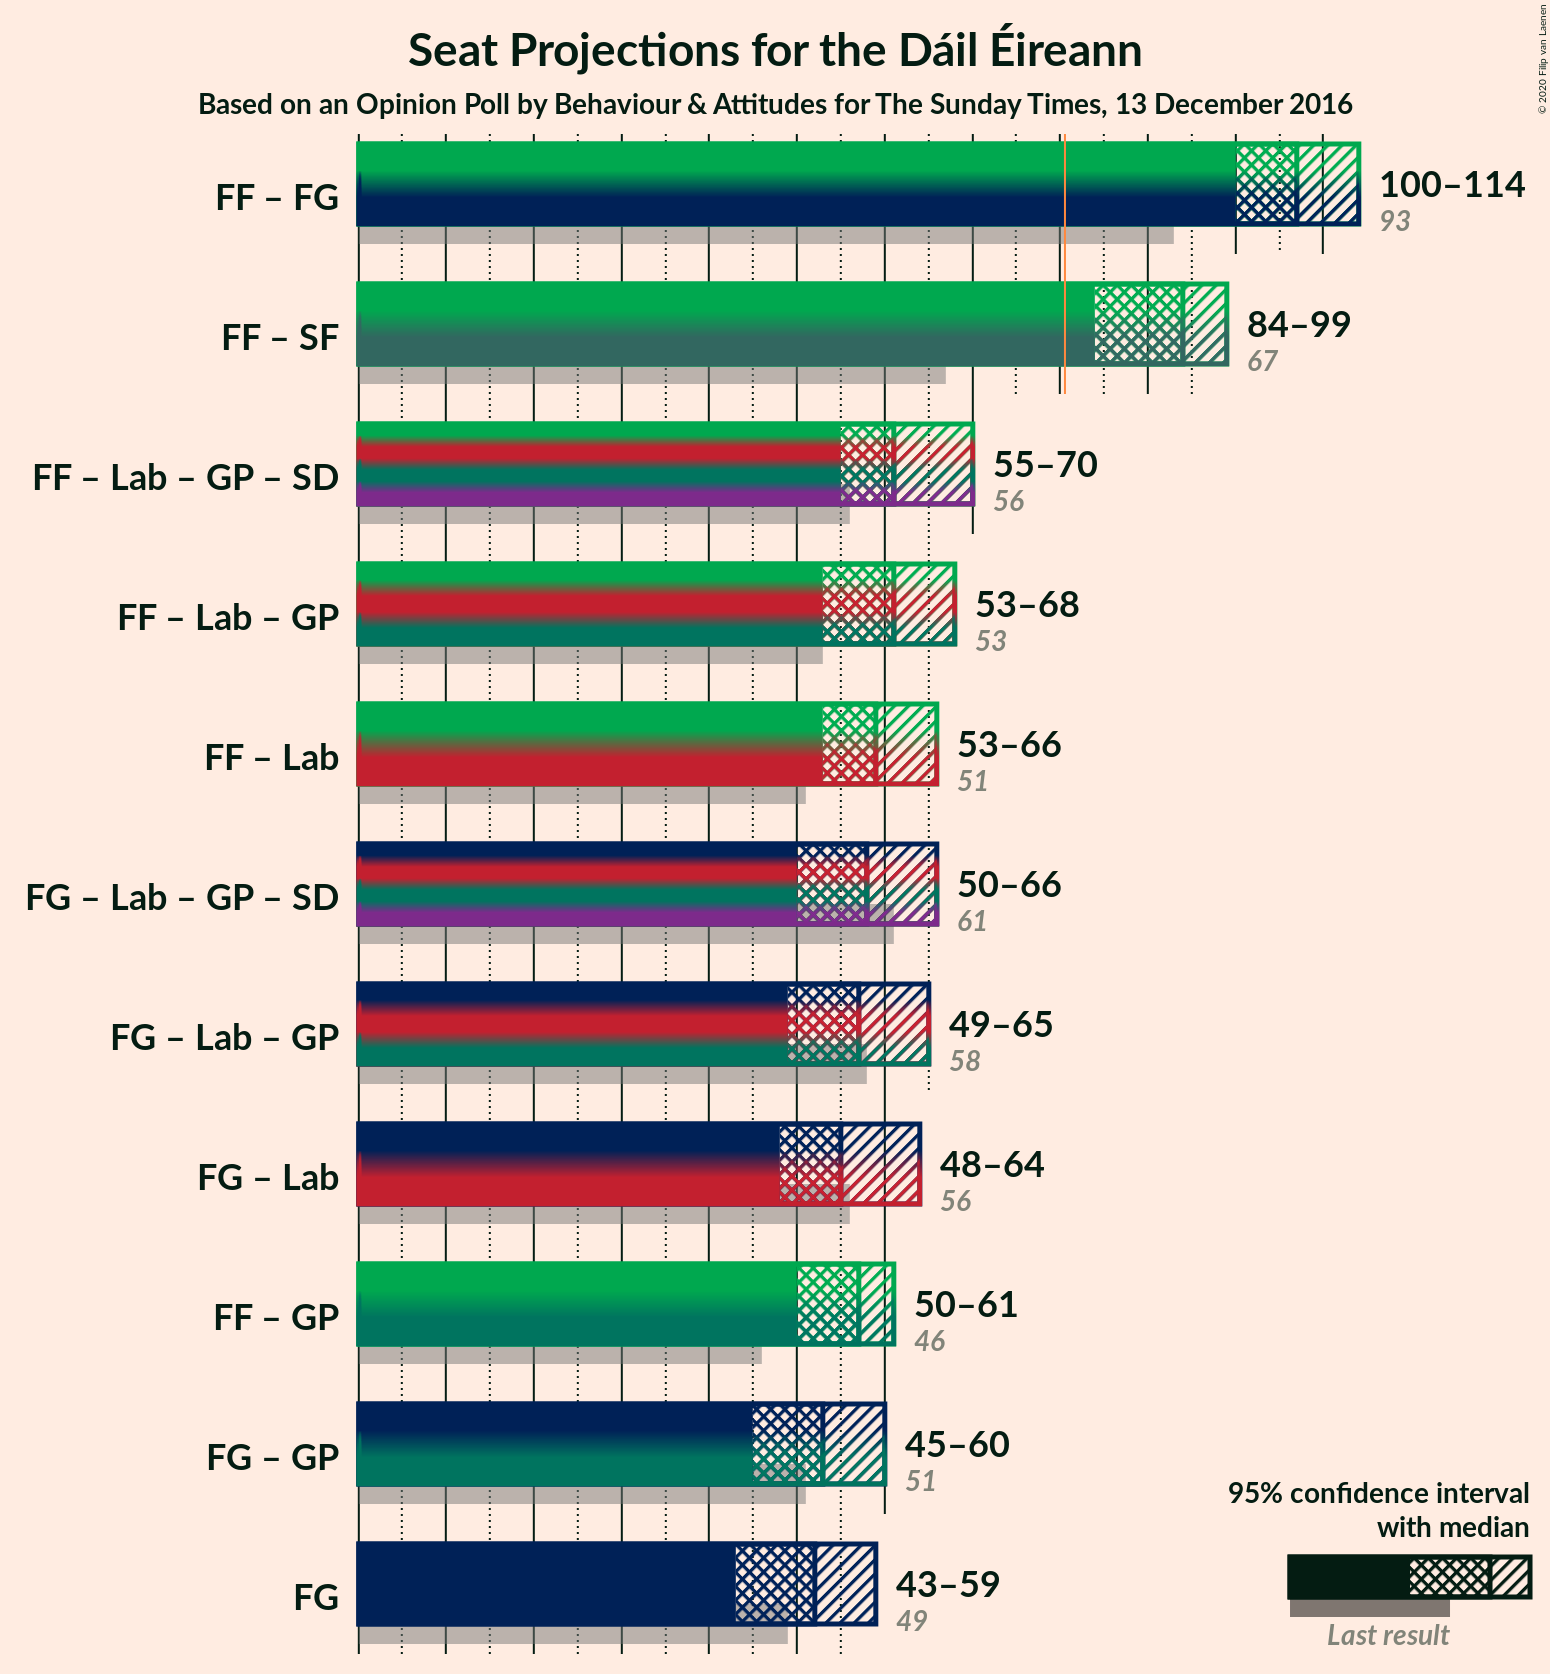 Seat Projections for the Dáil Éireann
Based on an Opinion Poll by Behaviour & Attitudes for The Sunday Times, 13 December 2016
© 2020 Filip van Laenen
FF – FG
100–114
93
FF – SF
84–99
67
FF – Lab – GP – SD
55–70
56
FF – Lab – GP
53–68
53
FF – Lab
53–66
51
FG – Lab – GP – SD
50–66
61
FG – Lab – GP
49–65
58
FG – Lab
48–64
56
FF – GP
50–61
46
FG – GP
45–60
51
FG
43–59
49
95% confidence interval
with median
Last result